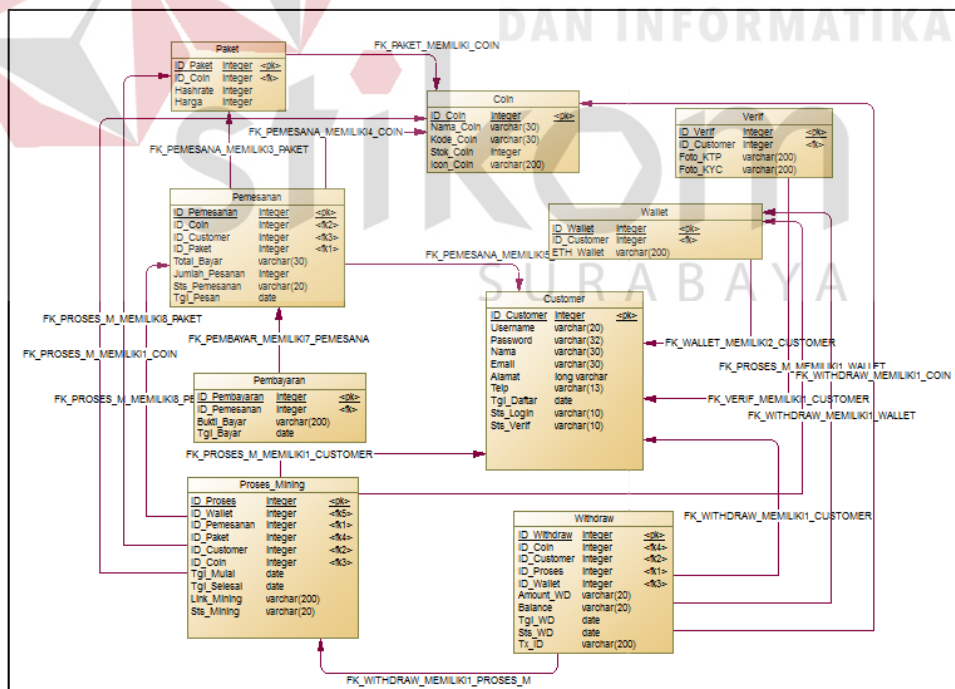 DAN INFORMATIKA
stikom
SURABAYA
FK_PAKET_MEMILIKI_COIN
Paket
ID_Paket Integer <pk>
ID_Coin Integer <fk>
Hashrate Integer
Harga Integer
Coin
ID_Coin Integer <pk>
Nama_Coin varchar(30)
Kode_Coin varchar(30)
Stok_Coin Integer
Icon_Coin varchar(200)
Verif
ID_Verif Integer <pk>
ID_Customer Integer <fk>
Foto_KTP varchar(200)
Foto_KYC varchar(200)
FK_PEMESANA_MEMILIKI4_COIN
FK_PEMESANA_MEMILIKI3_PAKET
Pemesanan
ID_Pemesanan Integer <pk>
ID_Coin Integer <fk2>
ID_Customer Integer <fk3>
ID_Paket Integer <fk1>
Total_Bayar varchar(30)
Jumlah_Pesanan Integer
Sts_Pemesanan varchar(20)
Tgl_Pesan date
Wallet
ID_Wallet Integer <pk>
ID_Customer Integer <fk>
ETH_Wallet varchar(200)
FK_PEMESANA_MEMILIKI5
Customer
ID_Customer Integer <pk>
Username varchar(20)
Password varchar(32)
Nama varchar(30)
Email varchar(30)
Alamat long varchar
Telp varchar(13)
Tgl_Daftar date
Sts_Login varchar(10)
Sts_Verif varchar(10)
FK_PROSES_M_MEMILIKI8_PAKET
FK_PEMBAYAR_MEMILIKI7_PEMESANA
FK_PROSES_M_MEMILIKI1_COIN
FK_WALLET_MEMILIKI2_CUSTOMER
FK_PROSES_M_MEMILIKI1_WALLET
FK_WITHDRAW_MEMILIKI1_COIN
Pembayaran
ID_Pembayaran Integer <pk>
ID_Pemesanan Integer <fk>
Bukti_Bayar varchar(200)
Tgl_Bayar date
FK_PROSES_M_MEMILIKI8_PE
FK_VERIF_MEMILIKI1_CUSTOMER
FK_WITHDRAW_MEMILIKI1_WALLET
FK_PROSES_M_MEMILIKI1_CUSTOMER
Proses_Mining
ID_Proses Integer <pk>
ID_Wallet Integer <fk5>
ID_Pemesanan Integer <fk1>
ID_Paket Integer <fk4>
ID_Customer Integer <fk2>
ID_Coin Integer <fk3>
Tgl_Mulai date
Tgl_Selesai date
Link_Mining varchar(200)
Sts_Mining varchar(20)
FK_WITHDRAW_MEMILIKI1_CUSTOMER
Withdraw
ID_Withdraw Integer <pk>
ID_Coin Integer <fk4>
ID_Customer Integer <fk2>
ID_Proses Integer <fk1>
ID_Wallet Integer <fk3>
Amount_WD varchar(20)
Balance varchar(20)
Tgl_WD date
Sts_WD date
Tx_ID varchar(200)
FK_WITHDRAW_MEMILIKI1_PROSES_M